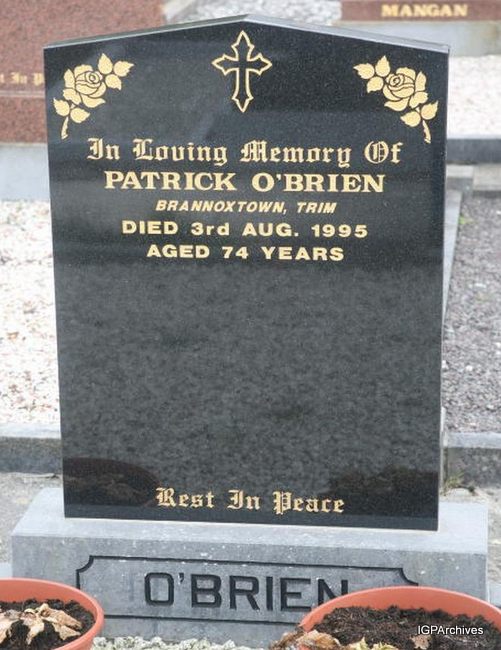 MANGAN
In Loving Memory Of
PATRICK O'BRIEN
BRANNOXTOWN, TRIM
DIED 3rd AUG. 1995
AGED 74 YEARS
Rest In Peace
O'BRIEN
IGPArchives